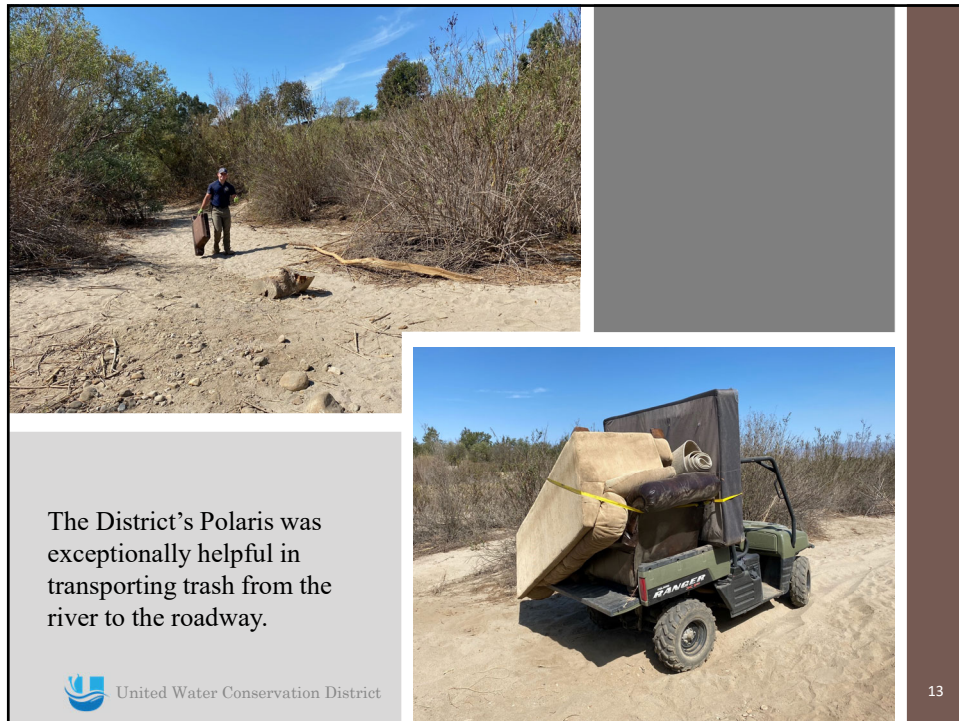 The District’s Polaris was
exceptionally helpful in
transporting trash from the
river to the roadway.
United Water Conservation District
RANGER
13